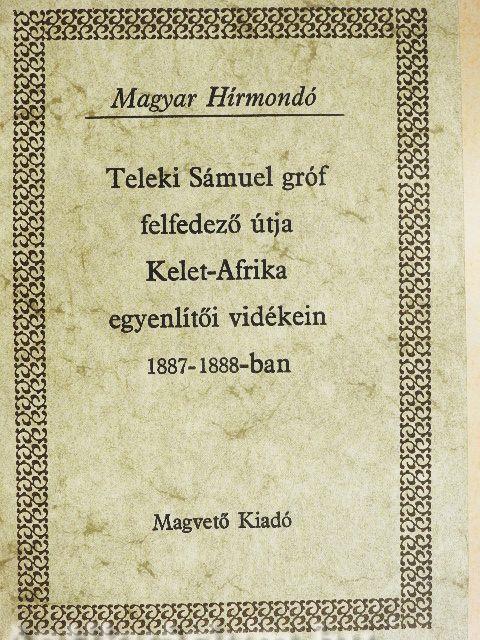 Magyar Hírmondó
Teleki Sámuel gróf
felfedező útja
Kelet-Afrika
egyenlítői vidékein
1887-1888-ban
Magvető Kiadó